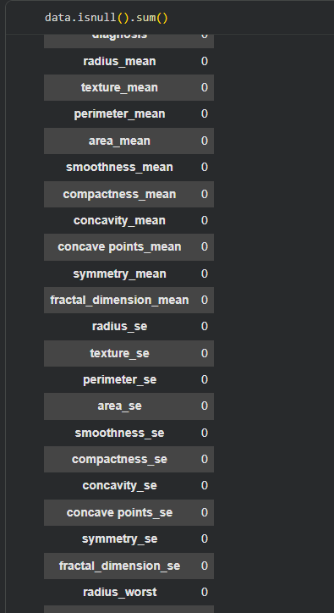 data.isnull().sum()
diagnosis 0
radius_mean 0
texture_mean 0
perimeter_mean 0
area_mean 0
smoothness_mean 0
compactness_mean 0
concavity_mean 0
concave points_mean 0
symmetry_mean 0
fractal_dimension_mean 0
radius_se 0
texture_se 0
perimeter_se 0
area_se 0
smoothness_se 0
compactness_se 0
concavity_se 0
concave points_se 0
symmetry_se 0
fractal_dimension_se 0
radius_worst 0